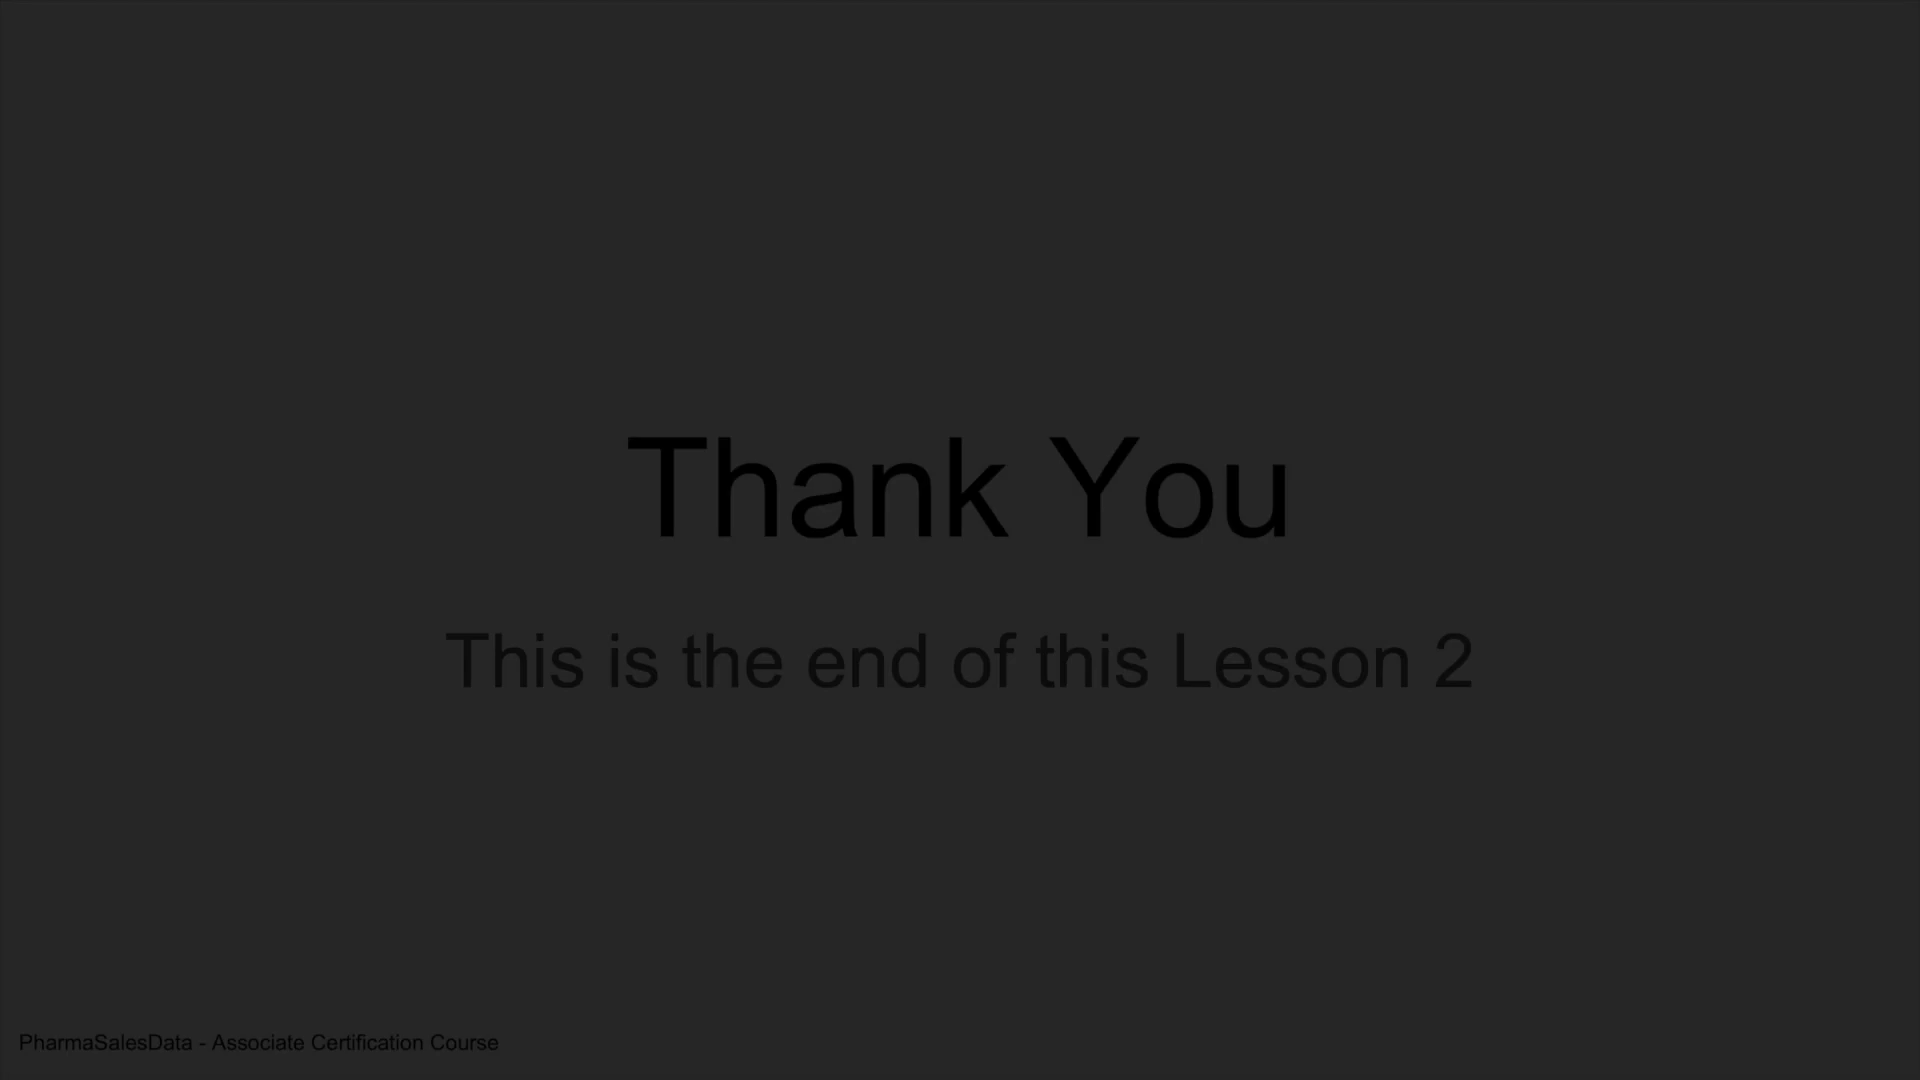 Thank You
This is the end of this Lesson 2
PharmaSalesData - Associate Certification Course